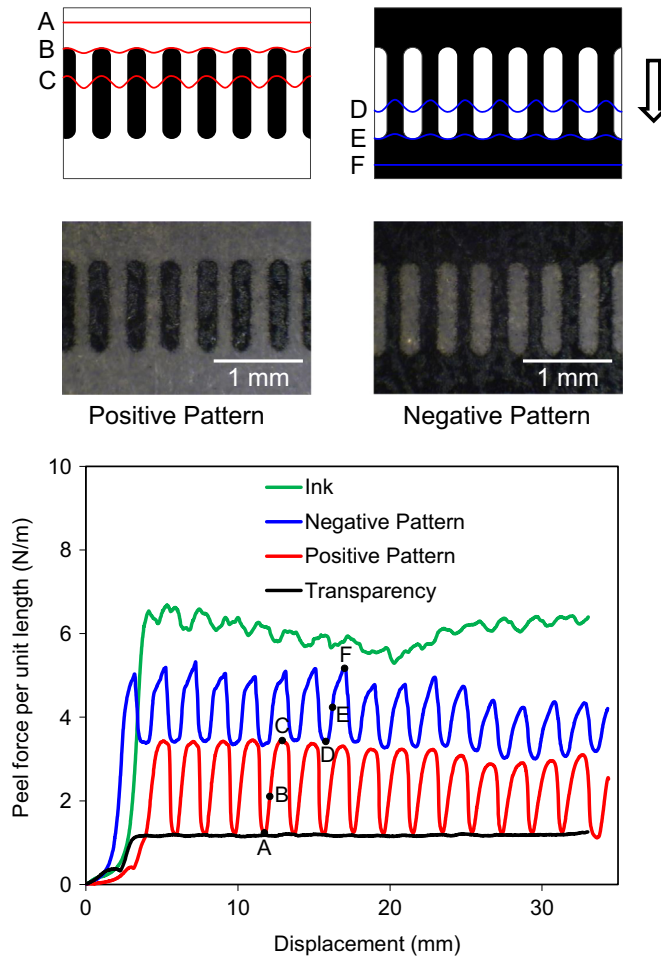 A
B
C
D
E
F
1 mm
1 mm
Positive Pattern
Negative Pattern
10
8
6
4
2
0
Peel force per unit length (N/m)
Ink
Negative Pattern
Positive Pattern
Transparency
F
E
C
D
B
A
0
10
20
30
Displacement (mm)